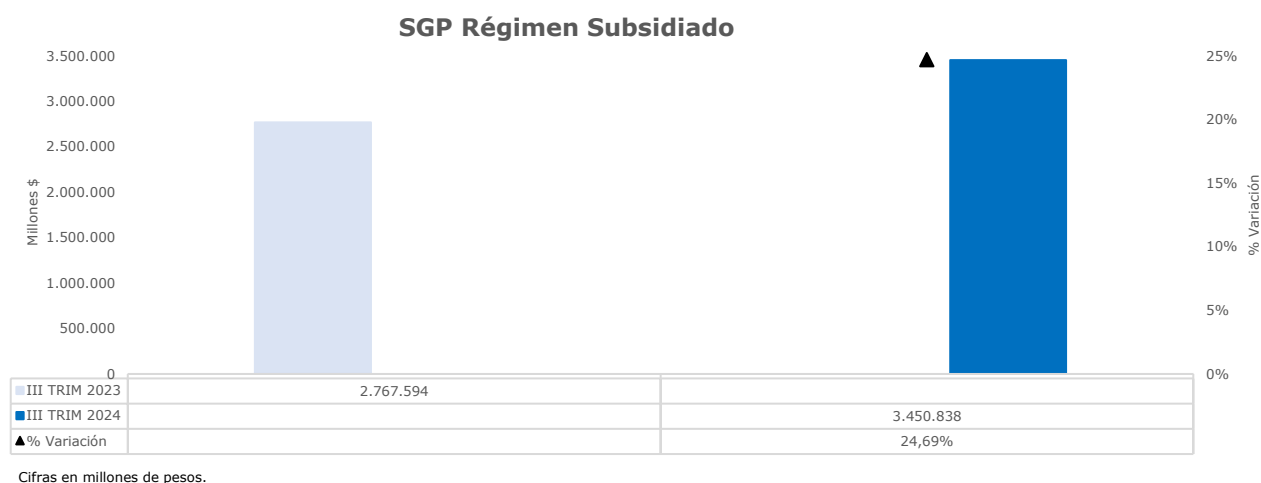 SGP Régimen Subsidiado
3.500.000
3.000.000
2.500.000
2.000.000
1.500.000
1.000.000
500.000
0
Millones $
25%
20%
15%
10%
5%
0%
% Variación
III TRIM 2023 2.767.594
III TRIM 2024 3.450.838
% Variación 24,69%
Cifras en millones de pesos.